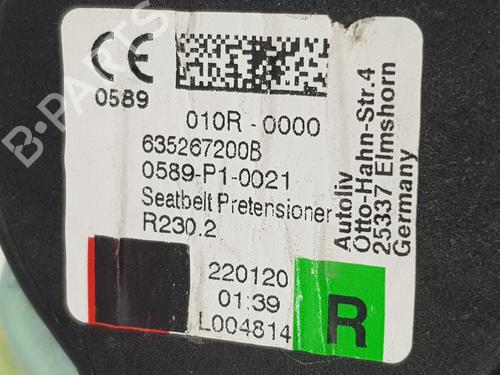 CE
0589
010R-0000
635267200B
0589-P1-0021
Seatbelt Pretensioner
R230.2
220120
01:39
L004814
R
Autoliv
Otto-Hahn-Str.4
25337 Elmshorn
Germany
B-PARTS